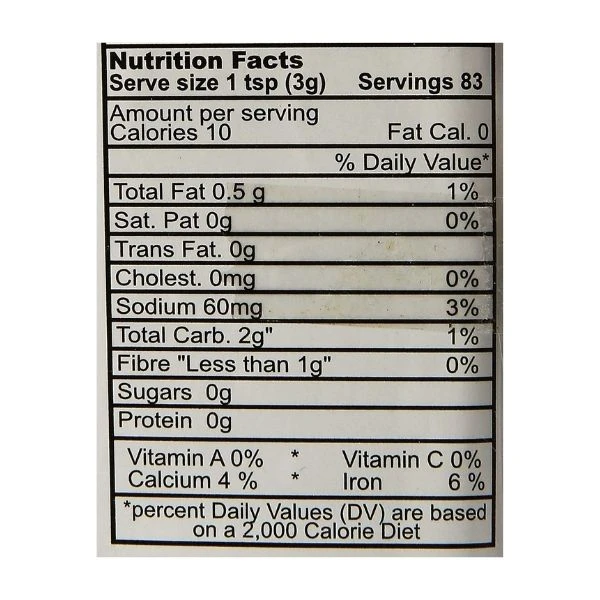 Nutrition Facts
Serve size 1 tsp (3g) Servings 83
Amount per serving
Calories 10 Fat Cal. 0
% Daily Value*
Total Fat 0.5 g 1%
Sat. Pat 0g 0%
Trans Fat. 0g
Cholest. 0mg 0%
Sodium 60mg 3%
Total Carb. 2g" 1%
Fibre "Less than 1g" 0%
Sugars 0g
Protein 0g
Vitamin A 0% * Vitamin C 0%
Calcium 4 % * Iron 6 %
*percent Daily Values (DV) are based
on a 2,000 Calorie Diet